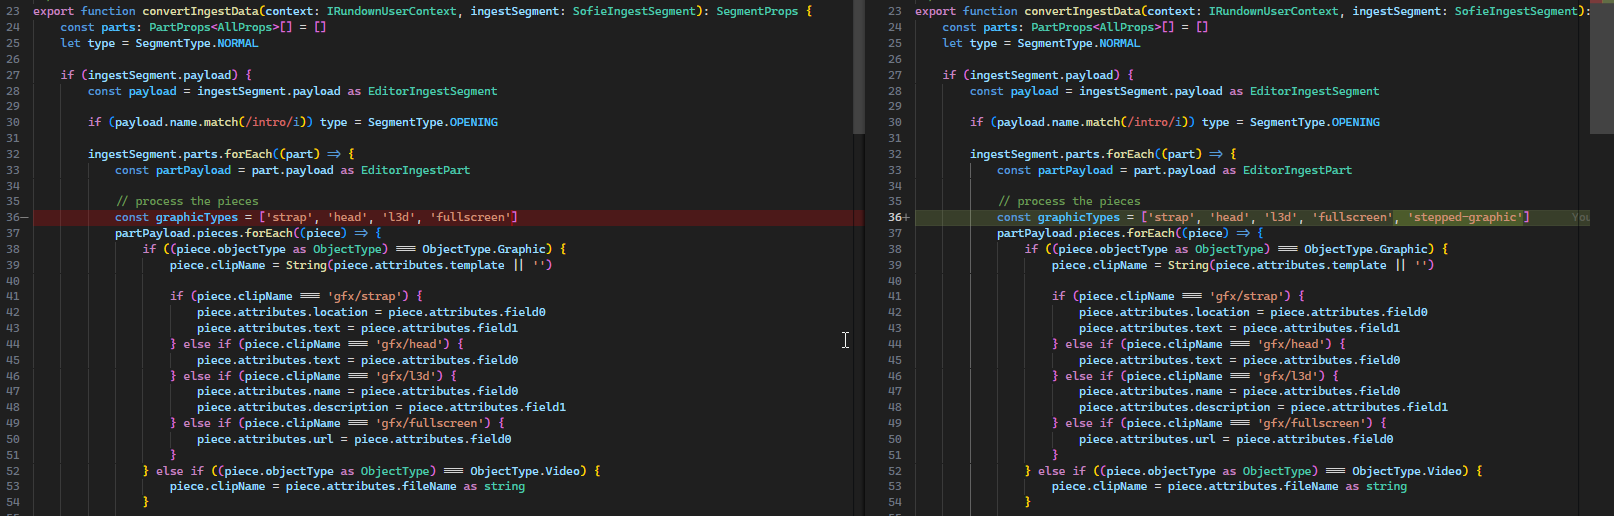 23 export function convertIngestData(context: IRundownUserContext, ingestSegment: SofieIngestSegment): SegmentProps {
24 const parts: PartProps<AllProps>[] = []
25 let type = SegmentType.NORMAL
26
27 if (ingestSegment.payload) {
28 const payload = ingestSegment.payload as EditorIngestSegment
29
30 if (payload.name.match(/intro/i)) type = SegmentType.OPENING
31
32 ingestSegment.parts.forEach((part) => {
33 const partPayload = part.payload as EditorIngestPart
34
35 // process the pieces
36— const graphicTypes = ['strap', 'head', 'l3d', 'fullscreen']
37 partPayload.pieces.forEach((piece) => {
38 if ((piece.objectType as ObjectType) === ObjectType.Graphic) {
39 piece.clipName = String(piece.attributes.template || '')
40
41 if (piece.clipName === 'gfx/strap') {
42 piece.attributes.location = piece.attributes.field0
43 piece.attributes.text = piece.attributes.field1
44 } else if (piece.clipName === 'gfx/head') {
45 piece.attributes.text = piece.attributes.field0
46 } else if (piece.clipName === 'gfx/l3d') {
47 piece.attributes.name = piece.attributes.field0
48 piece.attributes.description = piece.attributes.field1
49 } else if (piece.clipName === 'gfx/fullscreen') {
50 piece.attributes.url = piece.attributes.field0
51 }
52 } else if ((piece.objectType as ObjectType) === ObjectType.Video) {
53 piece.clipName = piece.attributes.fileName as string
54 }
23 export function convertIngestData(context: IRundownUserContext, ingestSegment: SofieIngestSegment):
24 const parts: PartProps<AllProps>[] = []
25 let type = SegmentType.NORMAL
26
27 if (ingestSegment.payload) {
28 const payload = ingestSegment.payload as EditorIngestSegment
29
30 if (payload.name.match(/intro/i)) type = SegmentType.OPENING
31
32 ingestSegment.parts.forEach((part) => {
33 const partPayload = part.payload as EditorIngestPart
34
35 // process the pieces
36+ const graphicTypes = ['strap', 'head', 'l3d', 'fullscreen', 'stepped-graphic'] You
37 partPayload.pieces.forEach((piece) => {
38 if ((piece.objectType as ObjectType) === ObjectType.Graphic) {
39 piece.clipName = String(piece.attributes.template || '')
40
41 if (piece.clipName === 'gfx/strap') {
42 piece.attributes.location = piece.attributes.field0
43 piece.attributes.text = piece.attributes.field1
44 } else if (piece.clipName === 'gfx/head') {
45 piece.attributes.text = piece.attributes.field0
46 } else if (piece.clipName === 'gfx/l3d') {
47 piece.attributes.name = piece.attributes.field0
48 piece.attributes.description = piece.attributes.field1
49 } else if (piece.clipName === 'gfx/fullscreen') {
50 piece.attributes.url = piece.attributes.field0
51 }
52 } else if ((piece.objectType as ObjectType) === ObjectType.Video) {
53 piece.clipName = piece.attributes.fileName as string
54 }